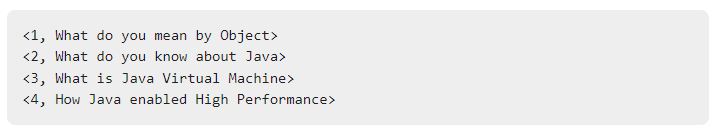 <1, What do you mean by Object>
<2, What do you know about Java>
<3, What is Java Virtual Machine>
<4, How Java enabled High Performance>